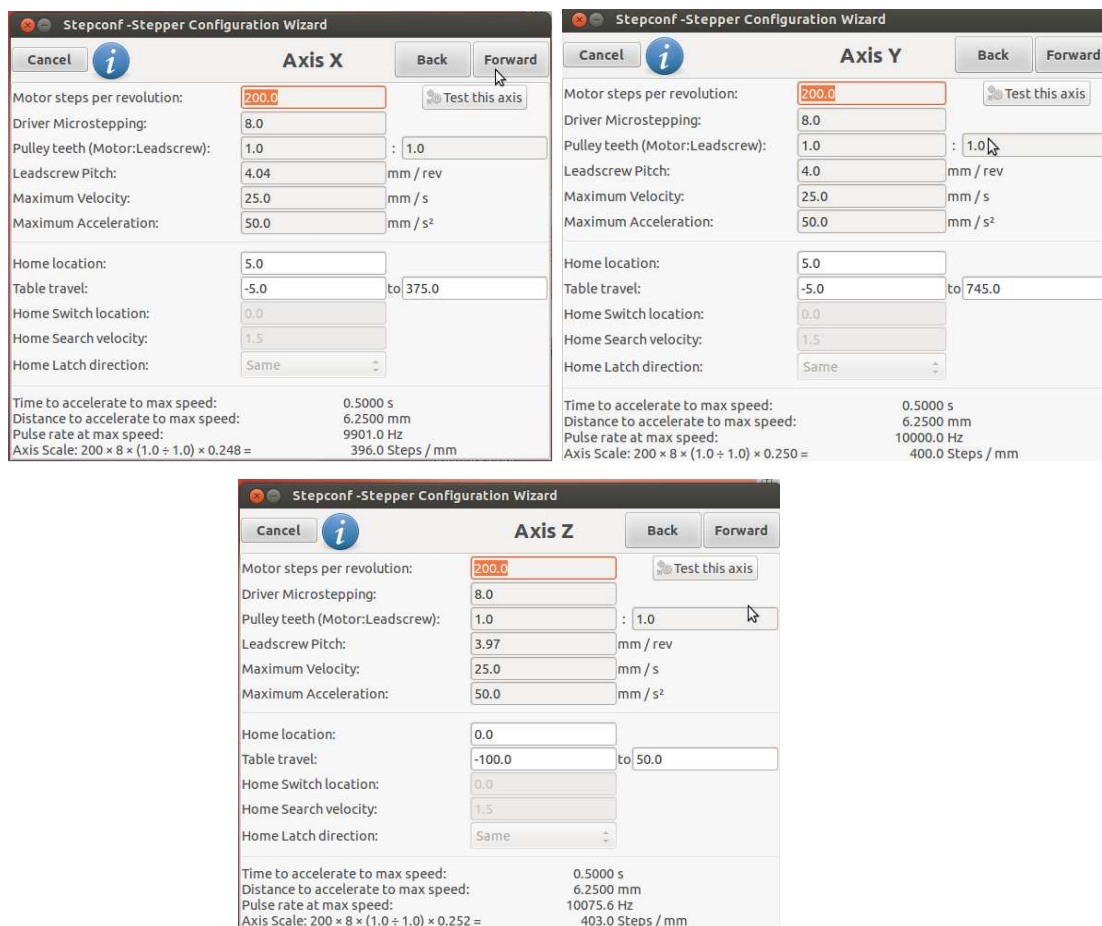 Stepconf -Stepper Configuration Wizard
Cancel Axis X Back Forward
Motor steps per revolution: 200.0 Test this axis
Driver Microstepping: 8.0
Pulley teeth (Motor:Leadscrew): 1.0 : 1.0
Leadscrew Pitch: 4.04 mm / rev
Maximum Velocity: 25.0 mm / s
Maximum Acceleration: 50.0 mm / s²
Home location: 5.0
Table travel: -5.0 to 375.0
Home Switch location: 0.0
Home Search velocity: 1.5
Home Latch direction: Same
Time to accelerate to max speed: 0.5000 s
Distance to accelerate to max speed: 6.2500 mm
Pulse rate at max speed: 9901.0 Hz
Axis Scale: 200 × 8 × (1.0 ÷ 1.0) × 0.248 = 396.0 Steps / mm
Stepconf -Stepper Configuration Wizard
Cancel Axis Y Back Forward
Motor steps per revolution: 200.0 Test this axis
Driver Microstepping: 8.0
Pulley teeth (Motor:Leadscrew): 1.0 : 1.0
Leadscrew Pitch: 4.0 mm / rev
Maximum Velocity: 25.0 mm / s
Maximum Acceleration: 50.0 mm / s²
Home location: 5.0
Table travel: -5.0 to 745.0
Home Switch location: 0.0
Home Search velocity: 1.5
Home Latch direction: Same
Time to accelerate to max speed: 0.5000 s
Distance to accelerate to max speed: 6.2500 mm
Pulse rate at max speed: 10000.0 Hz
Axis Scale: 200 × 8 × (1.0 ÷ 1.0) × 0.250 = 400.0 Steps / mm
Stepconf -Stepper Configuration Wizard
Cancel Axis Z Back Forward
Motor steps per revolution: 200.0 Test this axis
Driver Microstepping: 8.0
Pulley teeth (Motor:Leadscrew): 1.0 : 1.0
Leadscrew Pitch: 3.97 mm / rev
Maximum Velocity: 25.0 mm / s
Maximum Acceleration: 50.0 mm / s²
Home location: 0.0
Table travel: -100.0 to 50.0
Home Switch location: 0.0
Home Search velocity: 1.5
Home Latch direction: Same
Time to accelerate to max speed: 0.5000 s
Distance to accelerate to max speed: 6.2500 mm
Pulse rate at max speed: 10075.6 Hz
Axis Scale: 200 × 8 × (1.0 ÷ 1.0) × 0.252 = 403.0 Steps / mm